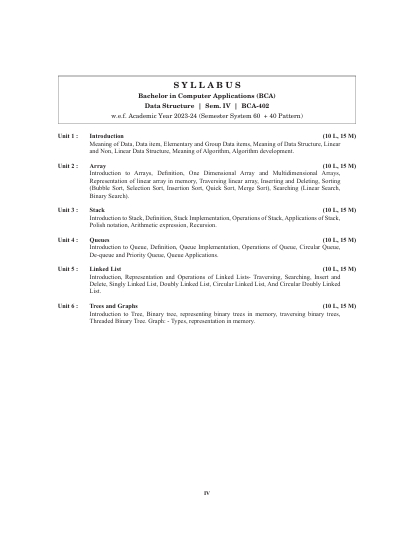 SYLLABUS
Bachelor in Computer Applications (BCA)
Data Structure | Sem. IV | BCA-402
w.e.f. Academic Year 2023-24 (Semester System 60 + 40 Pattern)
Unit 1 : Introduction (10 L, 15 M)
Meaning of Data, Data item, Elementary and Group Data items, Meaning of Data Structure, Linear
and Non, Linear Data Structure, Meaning of Algorithm, Algorithm development.
Unit 2 : Array (10 L, 15 M)
Introduction to Arrays, Definition, One Dimensional Array and Multidimensional Arrays,
Representation of linear array in memory, Traversing linear array, Inserting and Deleting, Sorting
(Bubble Sort, Selection Sort, Insertion Sort, Quick Sort, Merge Sort), Searching (Linear Search,
Binary Search).
Unit 3 : Stack (10 L, 15 M)
Introduction to Stack, Definition, Stack Implementation, Operations of Stack, Applications of Stack,
Polish notation, Arithmetic expression, Recursion.
Unit 4 : Queues (10 L, 15 M)
Introduction to Queue, Definition, Queue Implementation, Operations of Queue, Circular Queue,
De-queue and Priority Queue, Queue Applications.
Unit 5 : Linked List (10 L, 15 M)
Introduction, Representation and Operations of Linked Lists- Traversing, Searching, Insert and
Delete, Singly Linked List, Doubly Linked List, Circular Linked List, And Circular Doubly Linked
List.
Unit 6 : Trees and Graphs (10 L, 15 M)
Introduction to Tree, Binary tree, representing binary trees in memory, traversing binary trees,
Threaded Binary Tree. Graph: - Types, representation in memory.
IV